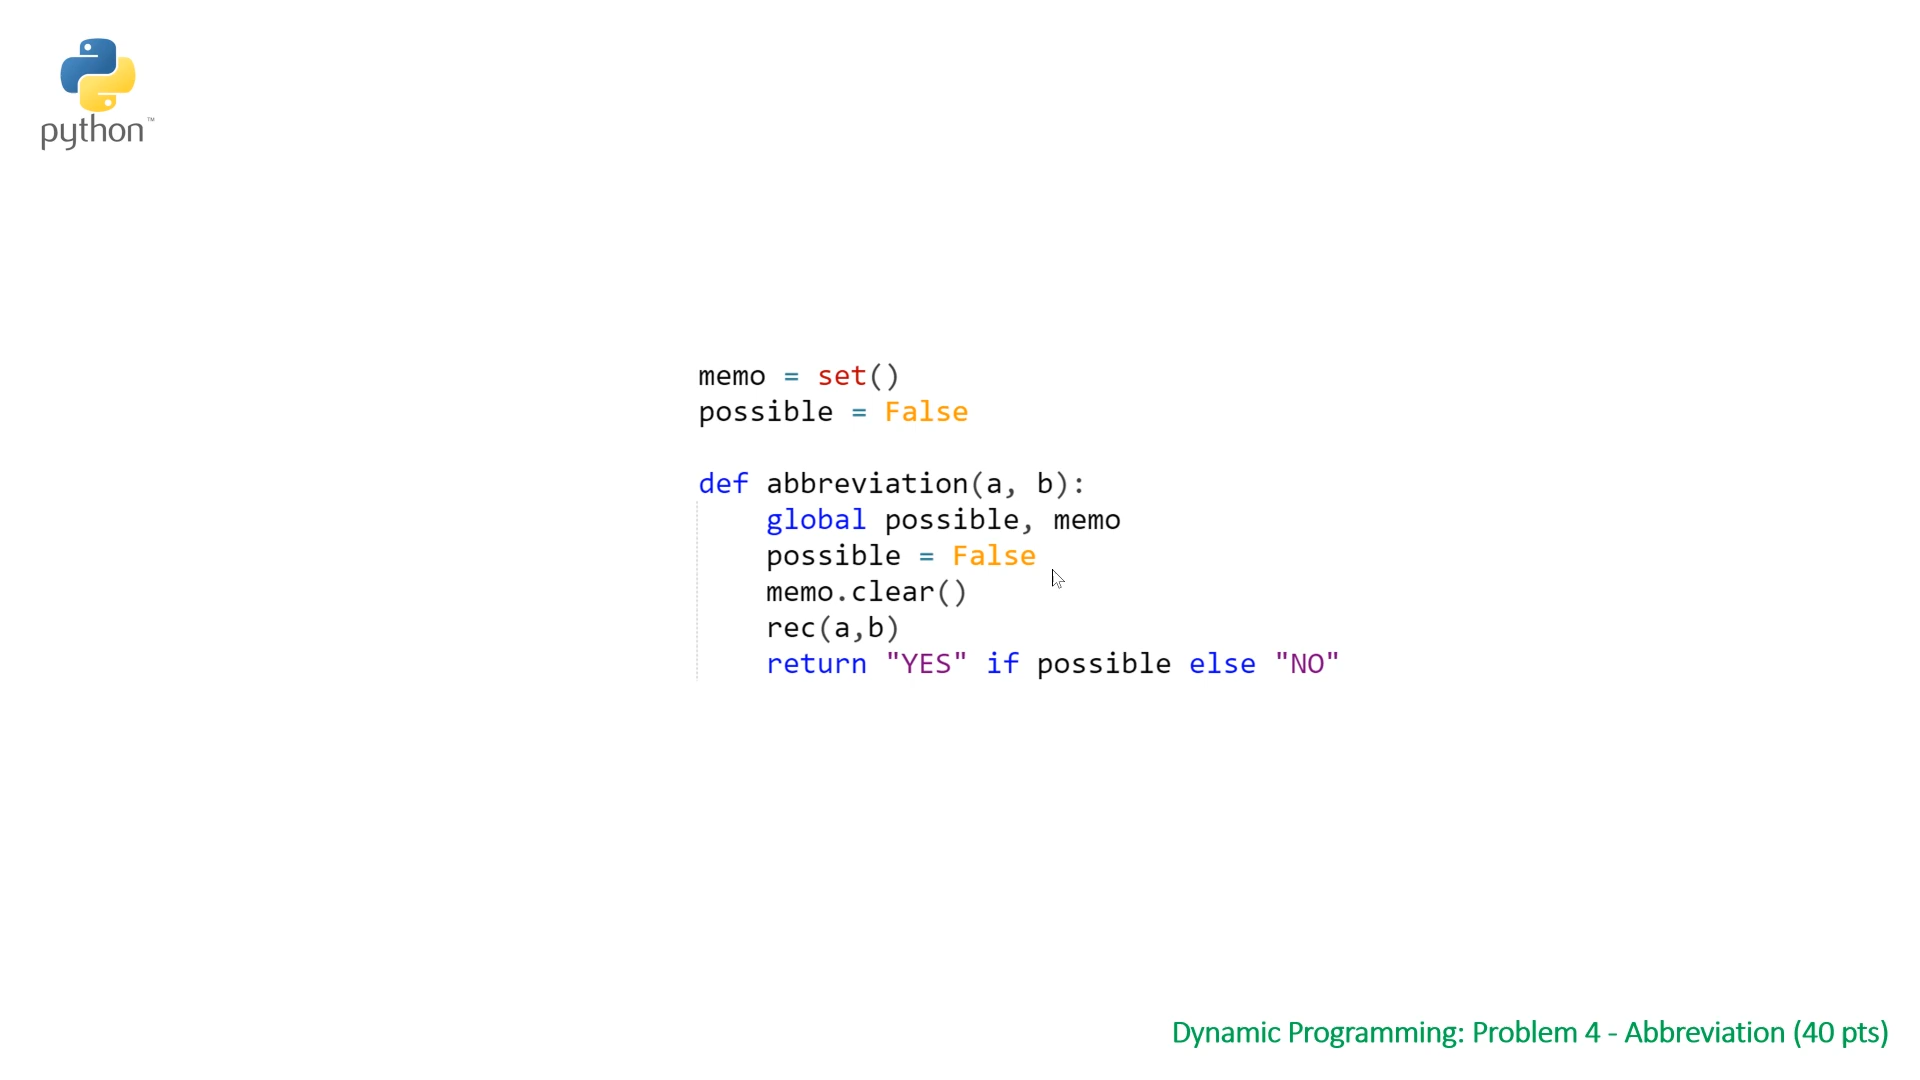 python™
memo = set()
possible = False
def abbreviation(a, b):
    global possible, memo
    possible = False
    memo.clear()
    rec(a,b)
    return "YES" if possible else "NO"
Dynamic Programming: Problem 4 - Abbreviation (40 pts)